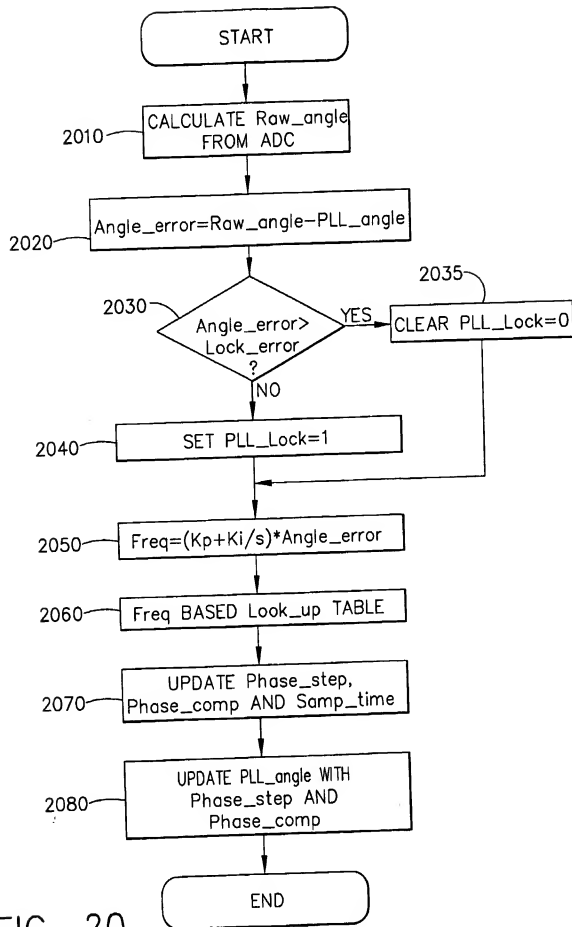 START
2010
CALCULATE Raw_angle
FROM ADC
2020
Angle_error=Raw_angle-PLL_angle
2030
Angle_error>
Lock_error
?
YES
NO
2035
CLEAR PLL_Lock=0
2040
SET PLL_Lock=1
2050
Freq=(Kp+Ki/s)*Angle_error
2060
Freq BASED Look_up TABLE
2070
UPDATE Phase_step,
Phase_comp AND Samp_time
2080
UPDATE PLL_angle WITH
Phase_step AND
Phase_comp
END
FIG. 20